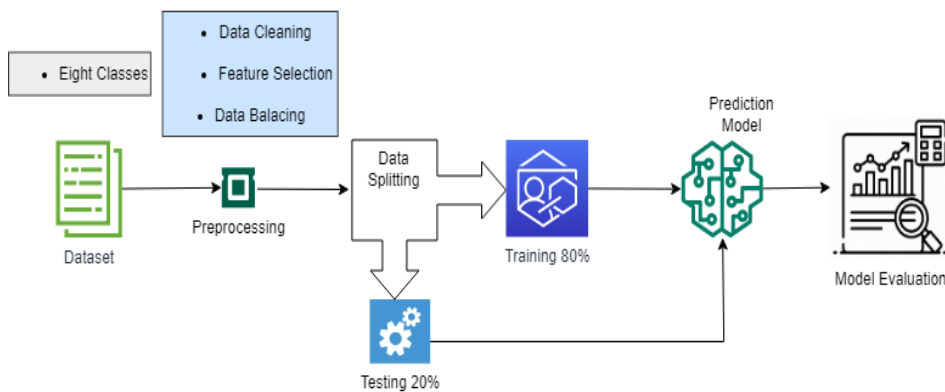 Eight Classes
Data Cleaning
Feature Selection
Data Balacing
Dataset
Preprocessing
Data
Splitting
Training 80%
Testing 20%
Prediction
Model
Model Evaluation